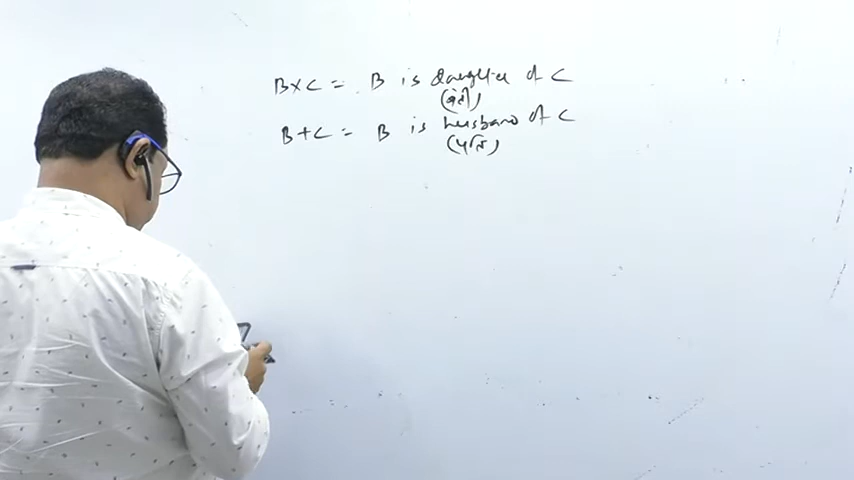 B×C = B is daughter of C
(बेटी)
B+C = B is husband of C
(पति)